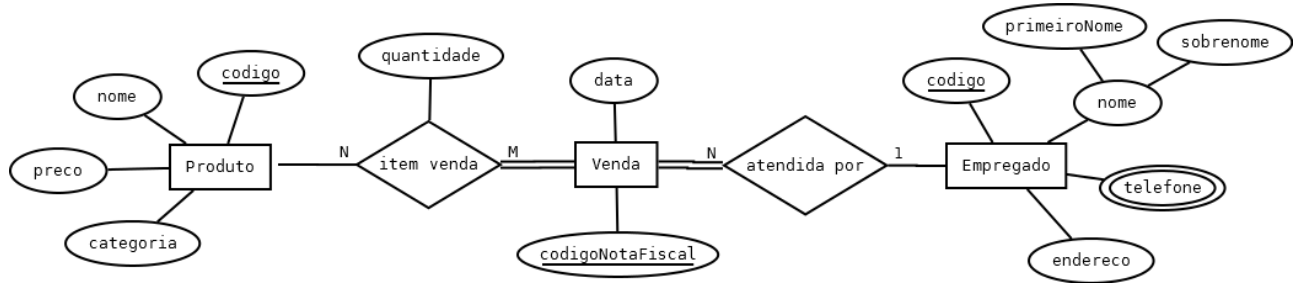 primeiroNome
sobrenome
quantidade
codigo
data
codigo
nome
nome
N
M
N
1
Produto
item venda
Venda
atendida por
Empregado
preco
telefone
categoria
codigoNotaFiscal
endereco